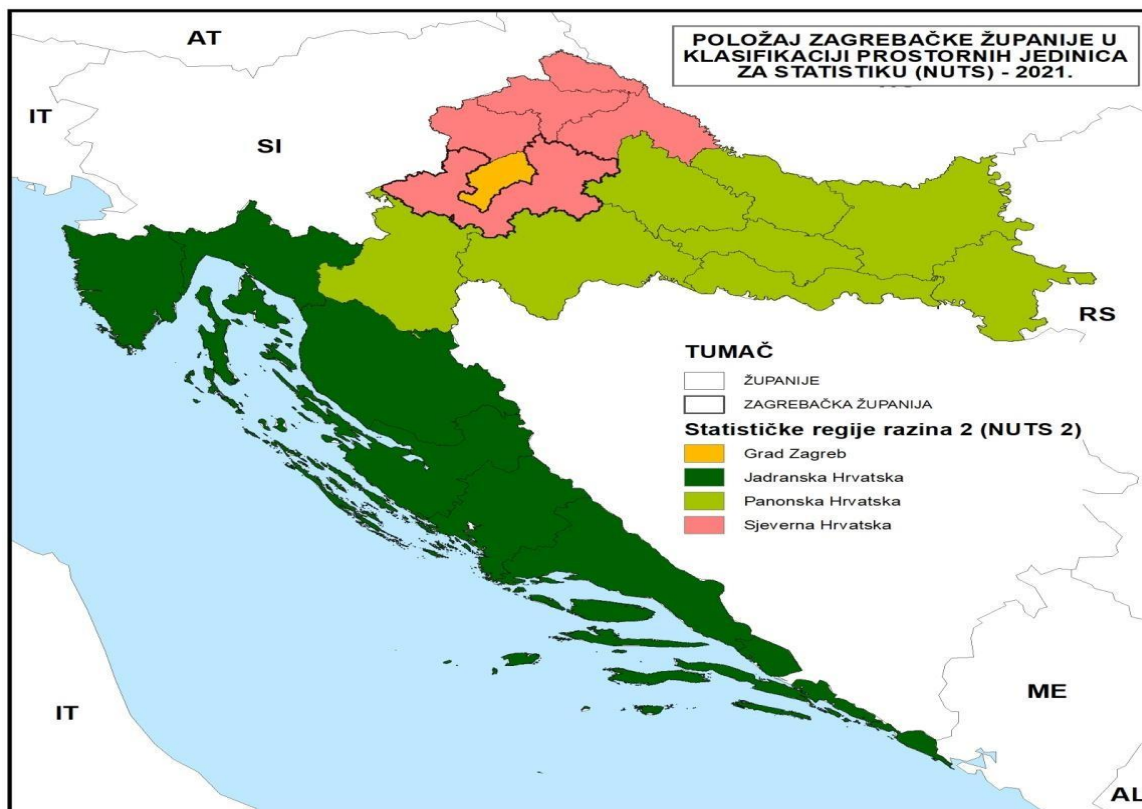 AT
POLOŽAJ ZAGREBAČKE ŽUPANIJE U
KLASIFIKACIJI PROSTORNIH JEDINICA
ZA STATISTIKU (NUTS) - 2021.
IT
SI
RS
TUMAČ
ŽUPANIJE
ZAGREBAČKA ŽUPANIJA
Statističke regije razina 2 (NUTS 2)
Grad Zagreb
Jadranska Hrvatska
Panonska Hrvatska
Sjeverna Hrvatska
ME
IT
AL